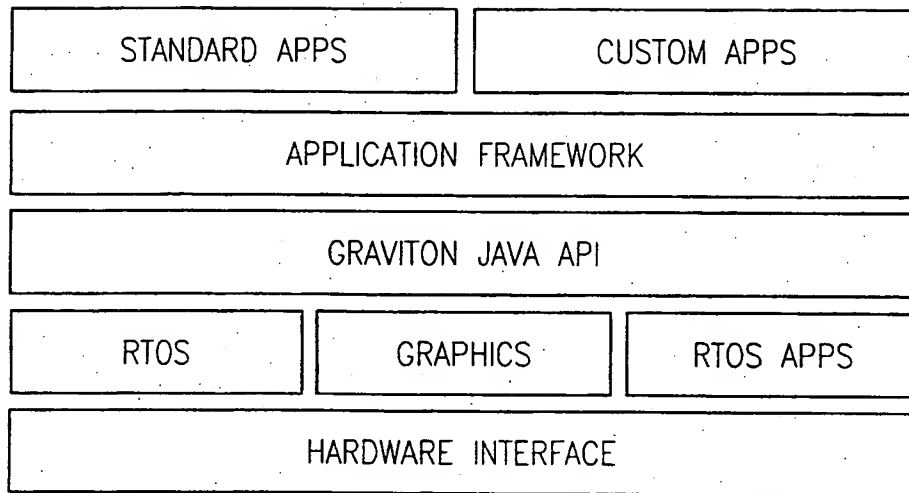 STANDARD APPS
CUSTOM APPS
APPLICATION FRAMEWORK
GRAVITON JAVA API
RTOS
GRAPHICS
RTOS APPS
HARDWARE INTERFACE